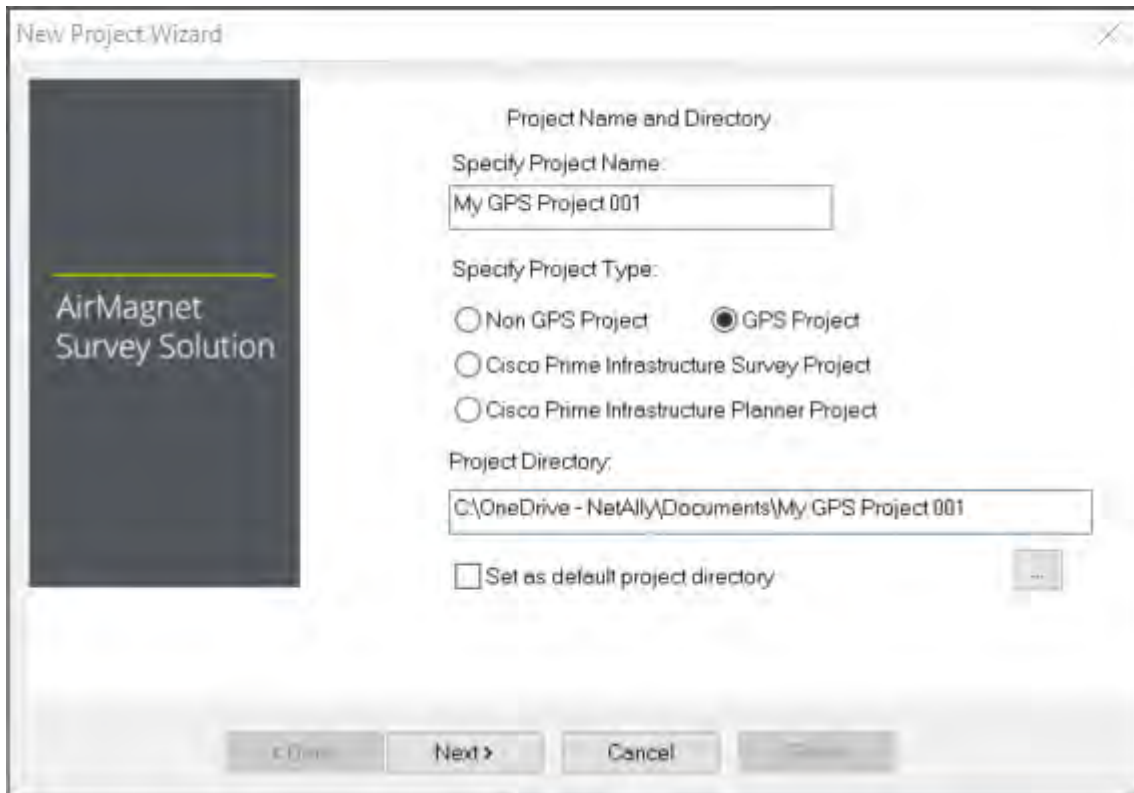 New Project Wizard
AirMagnet
Survey Solution
Project Name and Directory
Specify Project Name:
My GPS Project 001
Specify Project Type:
Non GPS Project
GPS Project
Cisco Prime Infrastructure Survey Project
Cisco Prime Infrastructure Planner Project
Project Directory:
C:\OneDrive - NetAlly\Documents\My GPS Project 001
Set as default project directory
...
Next >
Cancel